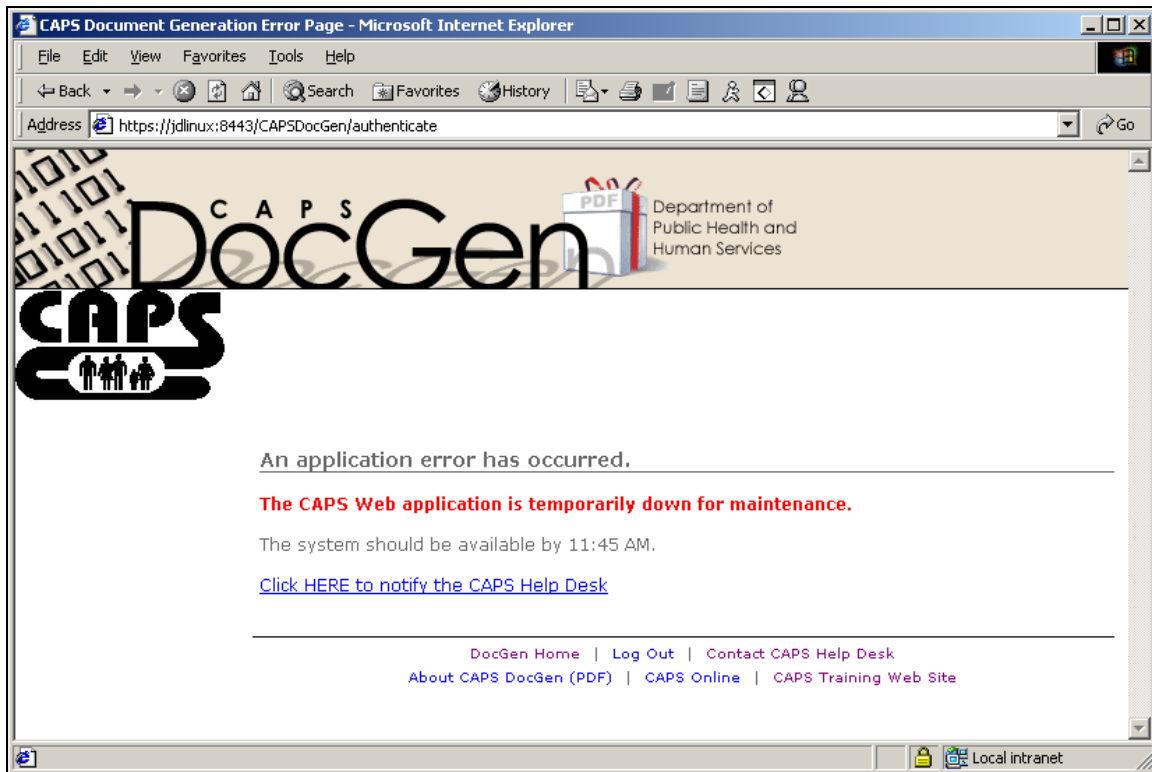 CAPS Document Generation Error Page - Microsoft Internet Explorer
File Edit View Favorites Tools Help
Back Search Favorites History
Address https://jdlinux:8443/CAPSDocGen/authenticate Go
CAPS
DocGen
PDF
Department of
Public Health and
Human Services
CAPS
An application error has occurred.
The CAPS Web application is temporarily down for maintenance.
The system should be available by 11:45 AM.
Click HERE to notify the CAPS Help Desk
DocGen Home | Log Out | Contact CAPS Help Desk
About CAPS DocGen (PDF) | CAPS Online | CAPS Training Web Site
Local intranet